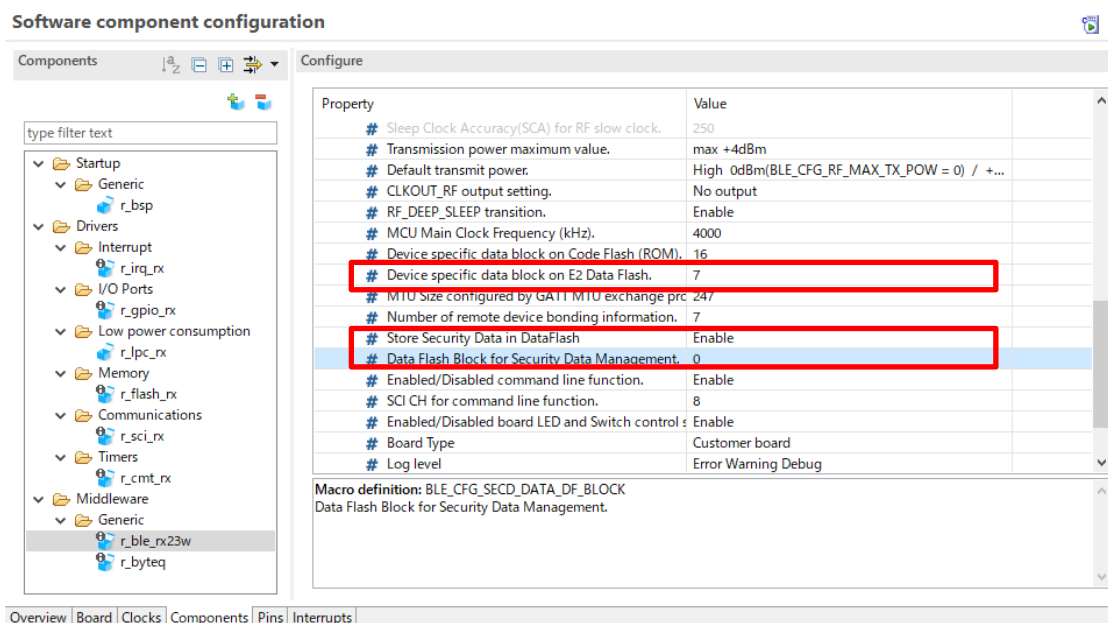 Software component configuration
Components
Configure
type filter text
Startup
Generic
r_bsp
Drivers
Interrupt
r_irq_rx
I/O Ports
r_gpio_rx
Low power consumption
r_lpc_rx
Memory
r_flash_rx
Communications
r_sci_rx
Timers
r_cmt_rx
Middleware
Generic
r_ble_rx23w
r_byteq
Property Value
# Sleep Clock Accuracy(SCA) for RF slow clock. 250
# Transmission power maximum value. max +4dBm
# Default transmit power. High 0dBm(BLE_CFG_RF_MAX_TX_POW = 0) / +...
# CLKOUT_RF output setting. No output
# RF_DEEP_SLEEP transition. Enable
# MCU Main Clock Frequency (kHz). 4000
# Device specific data block on Code Flash (ROM). 16
# Device specific data block on E2 Data Flash. 7
# MTU Size configured by GATT MTU exchange prc 247
# Number of remote device bonding information. 7
# Store Security Data in DataFlash Enable
# Data Flash Block for Security Data Management. 0
# Enabled/Disabled command line function. Enable
# SCI CH for command line function. 8
# Enabled/Disabled board LED and Switch control s Enable
# Board Type Customer board
# Log level Error Warning Debug
Macro definition: BLE_CFG_SECD_DATA_DF_BLOCK
Data Flash Block for Security Data Management.
Overview Board Clocks Components Pins Interrupts